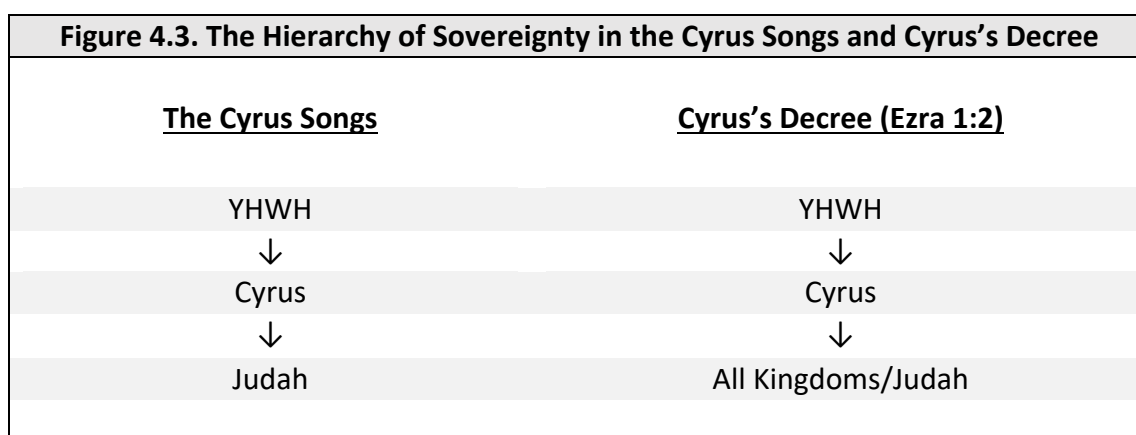 Figure 4.3. The Hierarchy of Sovereignty in the Cyrus Songs and Cyrus’s Decree
The Cyrus Songs Cyrus’s Decree (Ezra 1:2)
YHWH YHWH
↓ ↓
Cyrus Cyrus
↓ ↓
Judah All Kingdoms/Judah